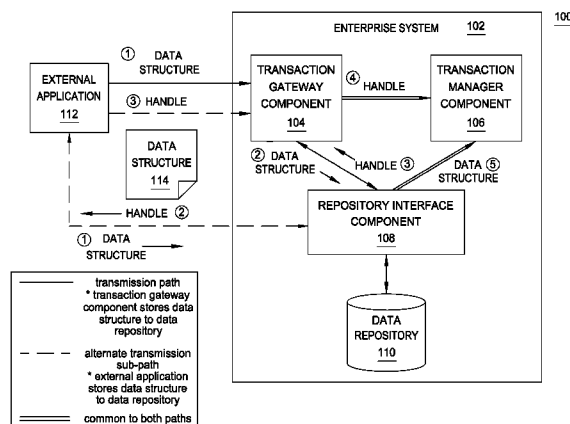 100
ENTERPRISE SYSTEM 102
① DATA
STRUCTURE
EXTERNAL
APPLICATION
112
③ HANDLE
TRANSACTION
GATEWAY
COMPONENT
104
④ HANDLE
TRANSACTION
MANAGER
COMPONENT
106
DATA
STRUCTURE
114
② DATA
STRUCTURE
HANDLE ③
DATA ⑤
STRUCTURE
HANDLE ②
① DATA
STRUCTURE
REPOSITORY INTERFACE
COMPONENT
108
DATA
REPOSITORY
110
transmission path
* transaction gateway
component stores data
structure to data
repository
alternate transmission
sub-path
* external application
stores data structure
to data repository
common to both paths